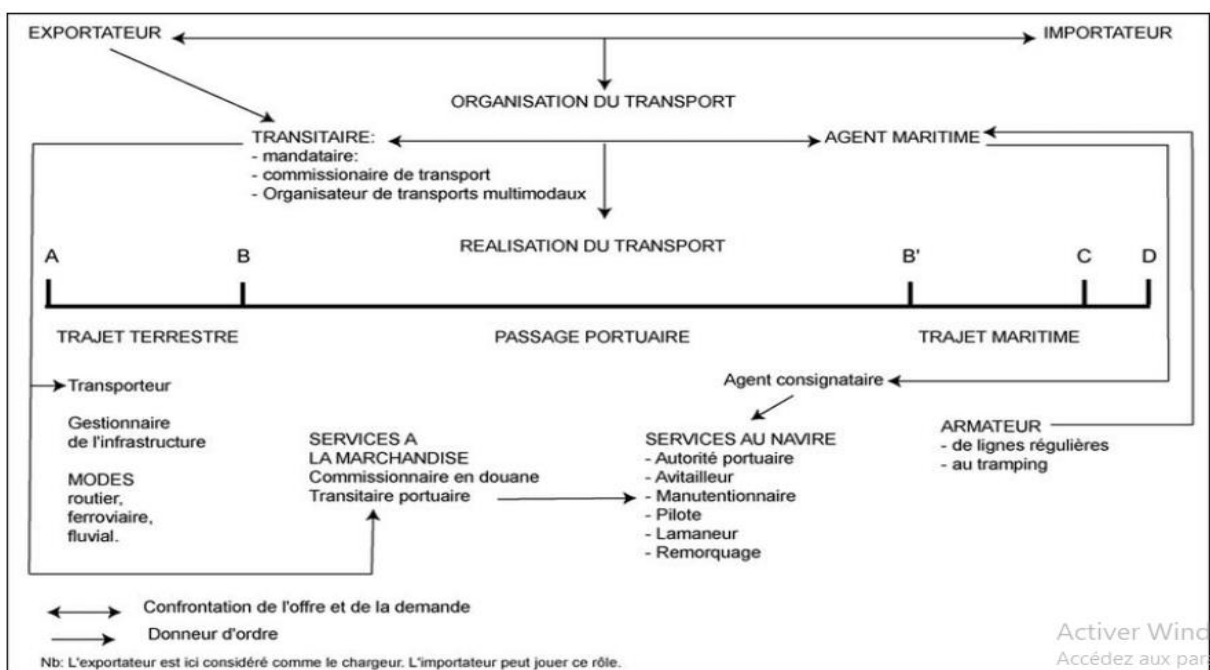 EXPORTATEUR
IMPORTATEUR
ORGANISATION DU TRANSPORT
TRANSITAIRE:
- mandataire:
- commissionaire de transport
- Organisateur de transports multimodaux
AGENT MARITIME
REALISATION DU TRANSPORT
A
B
B'
C
D
TRAJET TERRESTRE
PASSAGE PORTUAIRE
TRAJET MARITIME
Transporteur
Gestionnaire
de l'infrastructure
MODES
routier,
ferroviaire,
fluvial.
SERVICES A
LA MARCHANDISE
Commissionnaire en douane
Transitaire portuaire
Agent consignataire
SERVICES AU NAVIRE
- Autorité portuaire
- Avitailleur
- Manutentionnaire
- Pilote
- Lamaneur
- Remorquage
ARMATEUR
- de lignes régulières
- au tramping
Confrontation de l'offre et de la demande
Donneur d'ordre
Nb: L'exportateur est ici considéré comme le chargeur. L'importateur peut jouer ce rôle.
Activer Wind
Accédez aux par